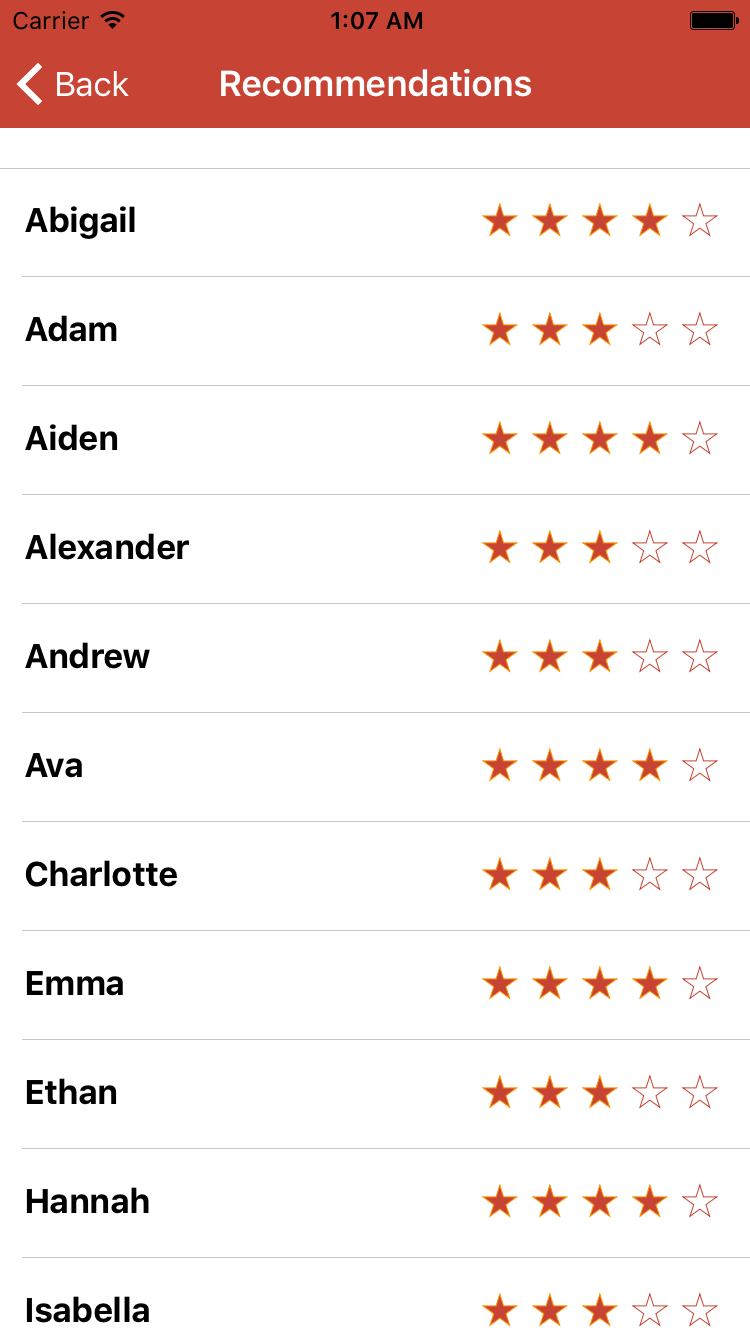 Carrier 1:07 AM
Back Recommendations
Abigail
Adam
Aiden
Alexander
Andrew
Ava
Charlotte
Emma
Ethan
Hannah
Isabella